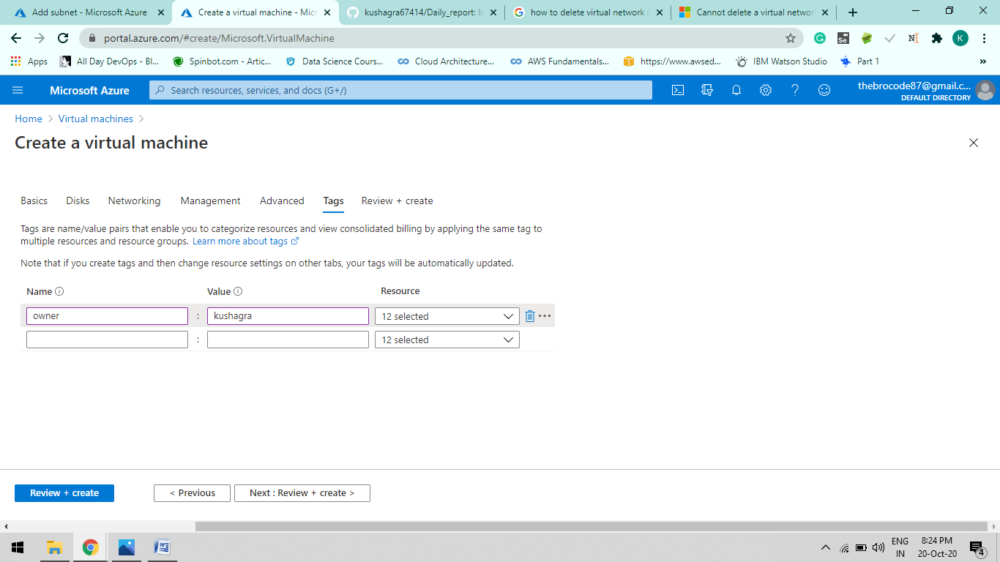 Add subnet - Microsoft Azure
Create a virtual machine - Micr
kushagra67414/Daily_report:
how to delete virtual network
Cannot delete a virtual networ
portal.azure.com/#create/Microsoft.VirtualMachine
Apps
All Day DevOps - Bl...
Spinbot.com - Artic...
Data Science Cours...
Cloud Architecture...
AWS Fundamentals...
https://www.awsed...
IBM Watson Studio
Part 1
»
Microsoft Azure
Search resources, services, and docs (G+/)
thebrocode87@gmail.c...
DEFAULT DIRECTORY
Home > Virtual machines >
Create a virtual machine
Basics Disks Networking Management Advanced Tags Review + create
Tags are name/value pairs that enable you to categorize resources and view consolidated billing by applying the same tag to
multiple resources and resource groups. Learn more about tags
Note that if you create tags and then change resource settings on other tabs, your tags will be automatically updated.
Name Value Resource
owner : kushagra 12 selected
: 12 selected
Review + create < Previous Next : Review + create >
ENG
IN
8:24 PM
20-Oct-20
4